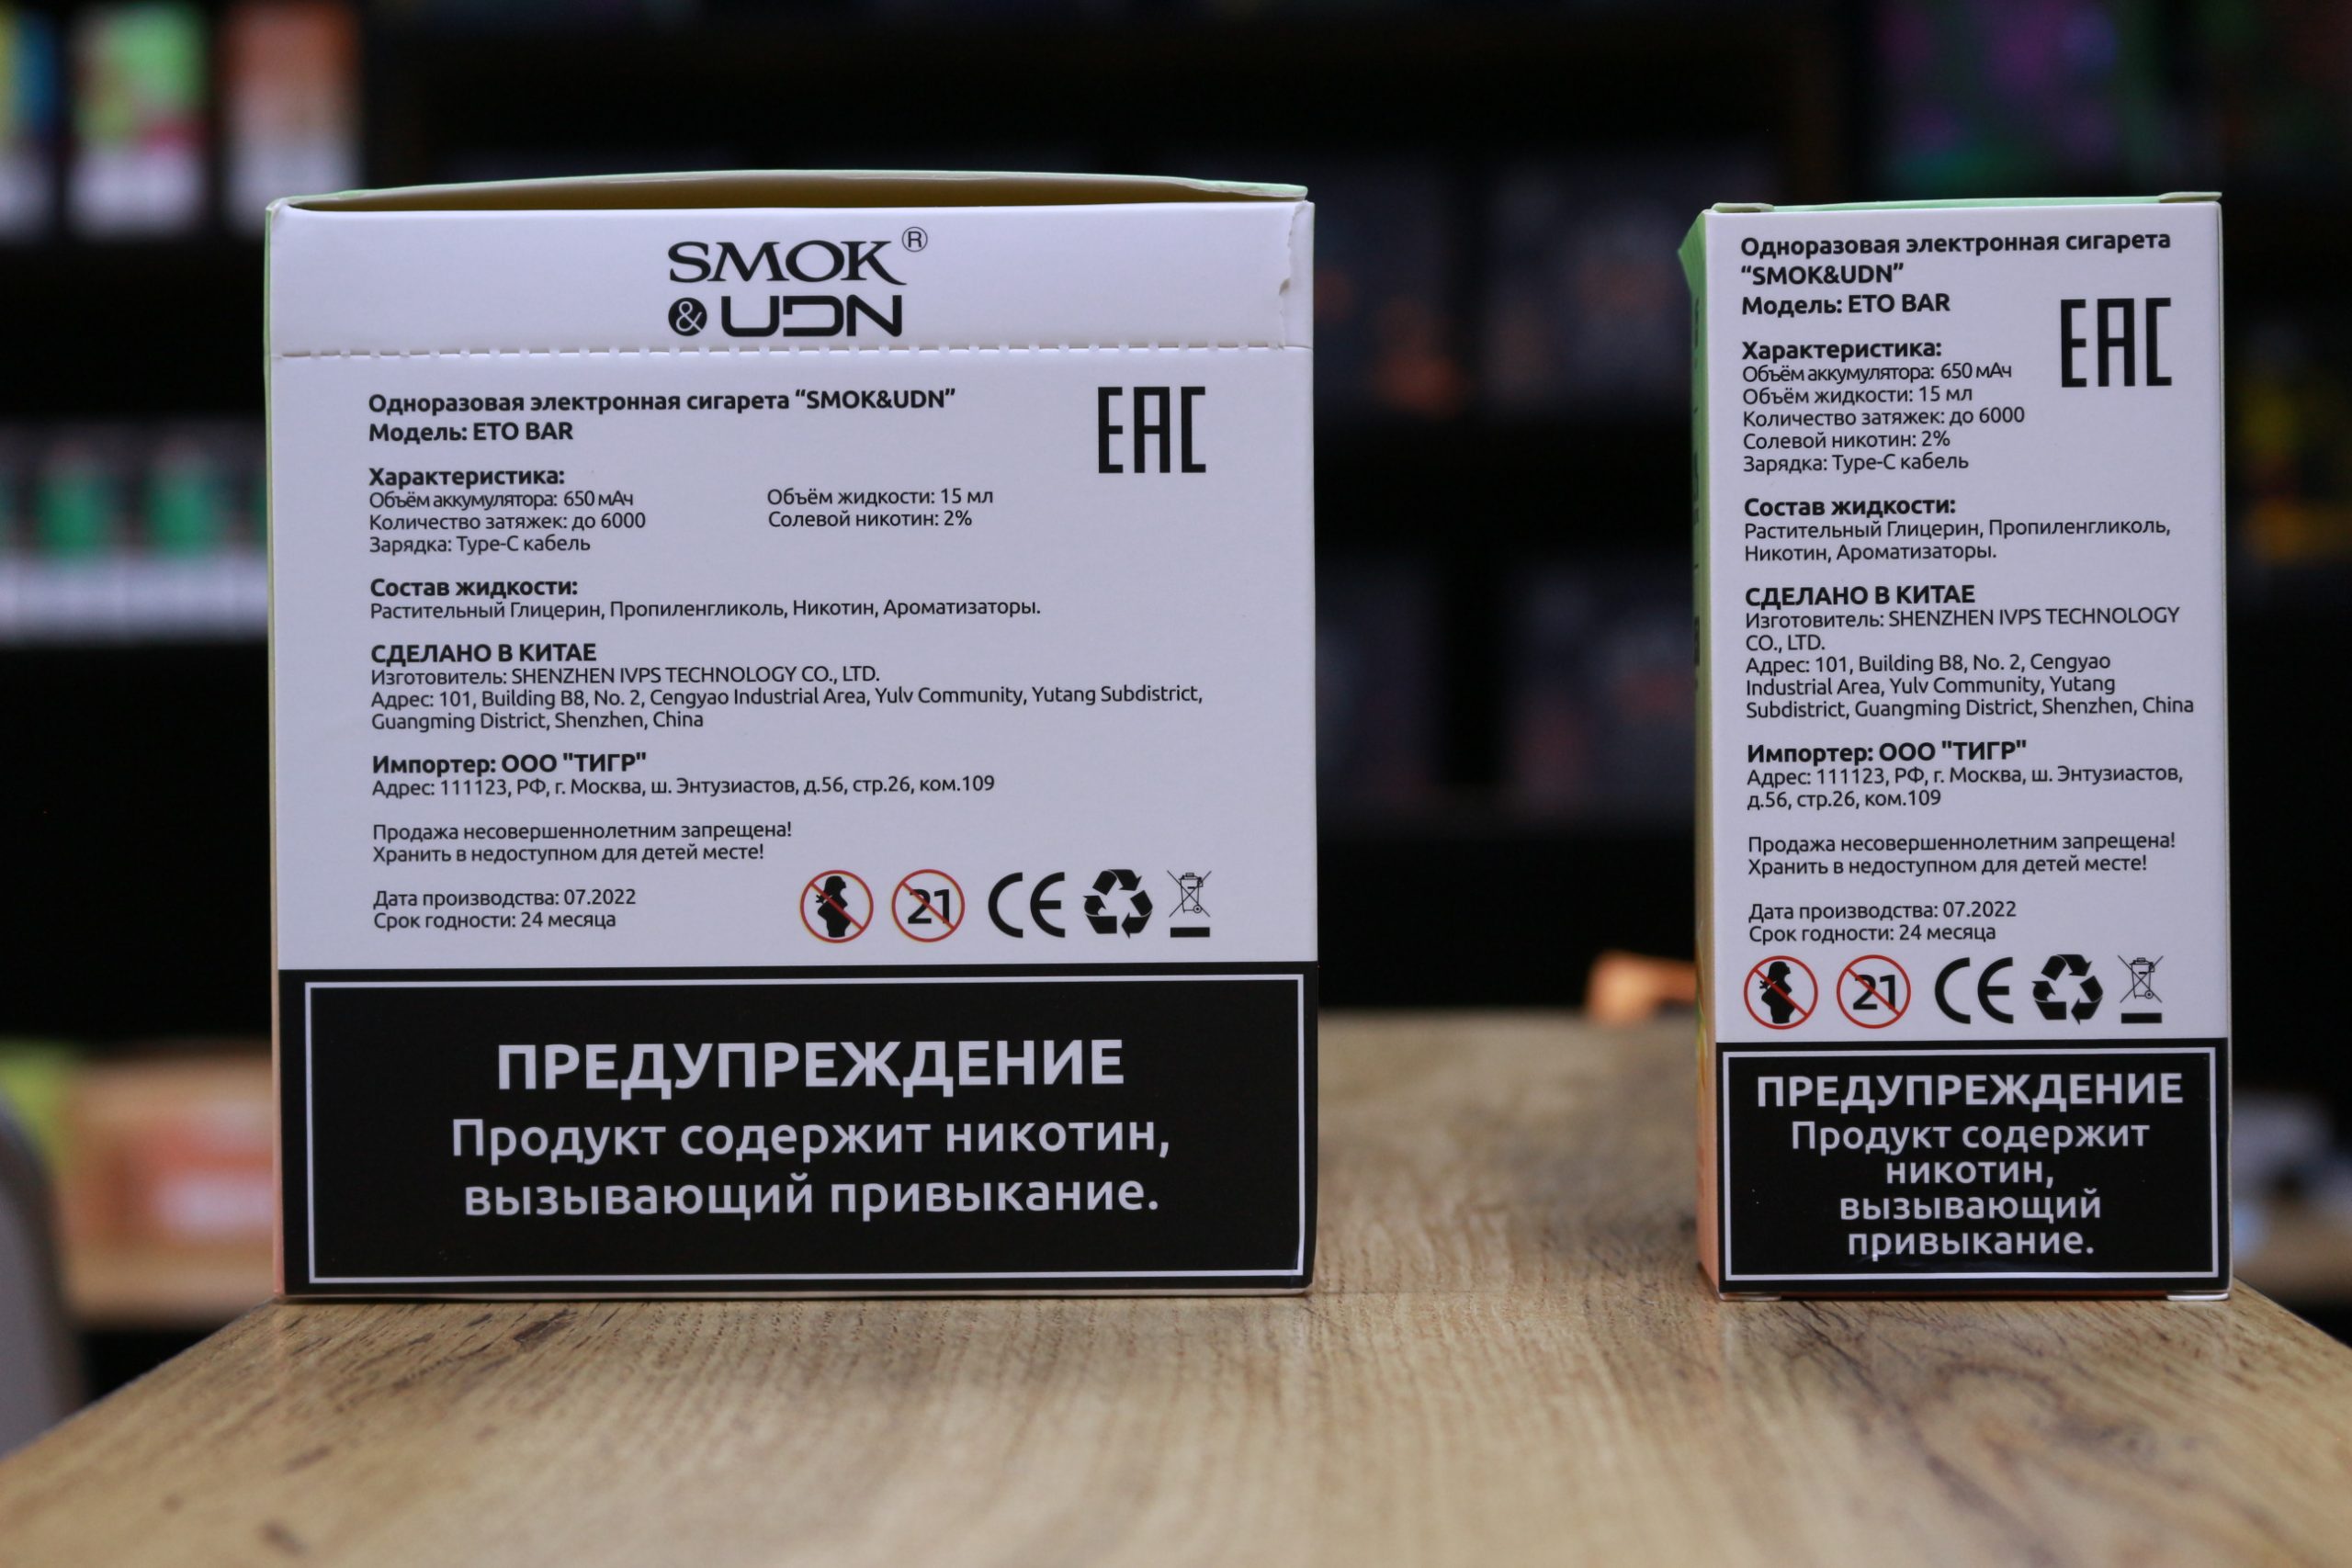 SMOK®
& UDN
Одноразовая электронная сигарета “SMOK&UDN”
Модель: ETO BAR
EAC
Характеристика:
Объём аккумулятора: 650 мАч
Количество затяжек: до 6000
Зарядка: Type-C кабель
Объём жидкости: 15 мл
Солевой никотин: 2%
Состав жидкости:
Растительный Глицерин, Пропиленгликоль, Никотин, Ароматизаторы.
СДЕЛАНО В КИТАЕ
Изготовитель: SHENZHEN IVPS TECHNOLOGY CO., LTD.
Адрес: 101, Building B8, No. 2, Cengyao Industrial Area, Yulv Community, Yutang Subdistrict,
Guangming District, Shenzhen, China
Импортер: ООО "ТИГР"
Адрес: 111123, РФ, г. Москва, ш. Энтузиастов, д.56, стр.26, ком.109
Продажа несовершеннолетним запрещена!
Хранить в недоступном для детей месте!
Дата производства: 07.2022
Срок годности: 24 месяца
21
CE
ПРЕДУПРЕЖДЕНИЕ
Продукт содержит никотин,
вызывающий привыкание.
Одноразовая электронная сигарета
“SMOK&UDN”
Модель: ETO BAR
EAC
Характеристика:
Объём аккумулятора: 650 мАч
Объём жидкости: 15 мл
Количество затяжек: до 6000
Солевой никотин: 2%
Зарядка: Type-C кабель
Состав жидкости:
Растительный Глицерин, Пропиленгликоль,
Никотин, Ароматизаторы.
СДЕЛАНО В КИТАЕ
Изготовитель: SHENZHEN IVPS TECHNOLOGY
CO., LTD.
Адрес: 101, Building B8, No. 2, Cengyao
Industrial Area, Yulv Community, Yutang
Subdistrict, Guangming District, Shenzhen, China
Импортер: ООО "ТИГР"
Адрес: 111123, РФ, г. Москва, ш. Энтузиастов,
д.56, стр.26, ком.109
Продажа несовершеннолетним запрещена!
Хранить в недоступном для детей месте!
Дата производства: 07.2022
Срок годности: 24 месяца
21
CE
ПРЕДУПРЕЖДЕНИЕ
Продукт содержит
никотин,
вызывающий
привыкание.